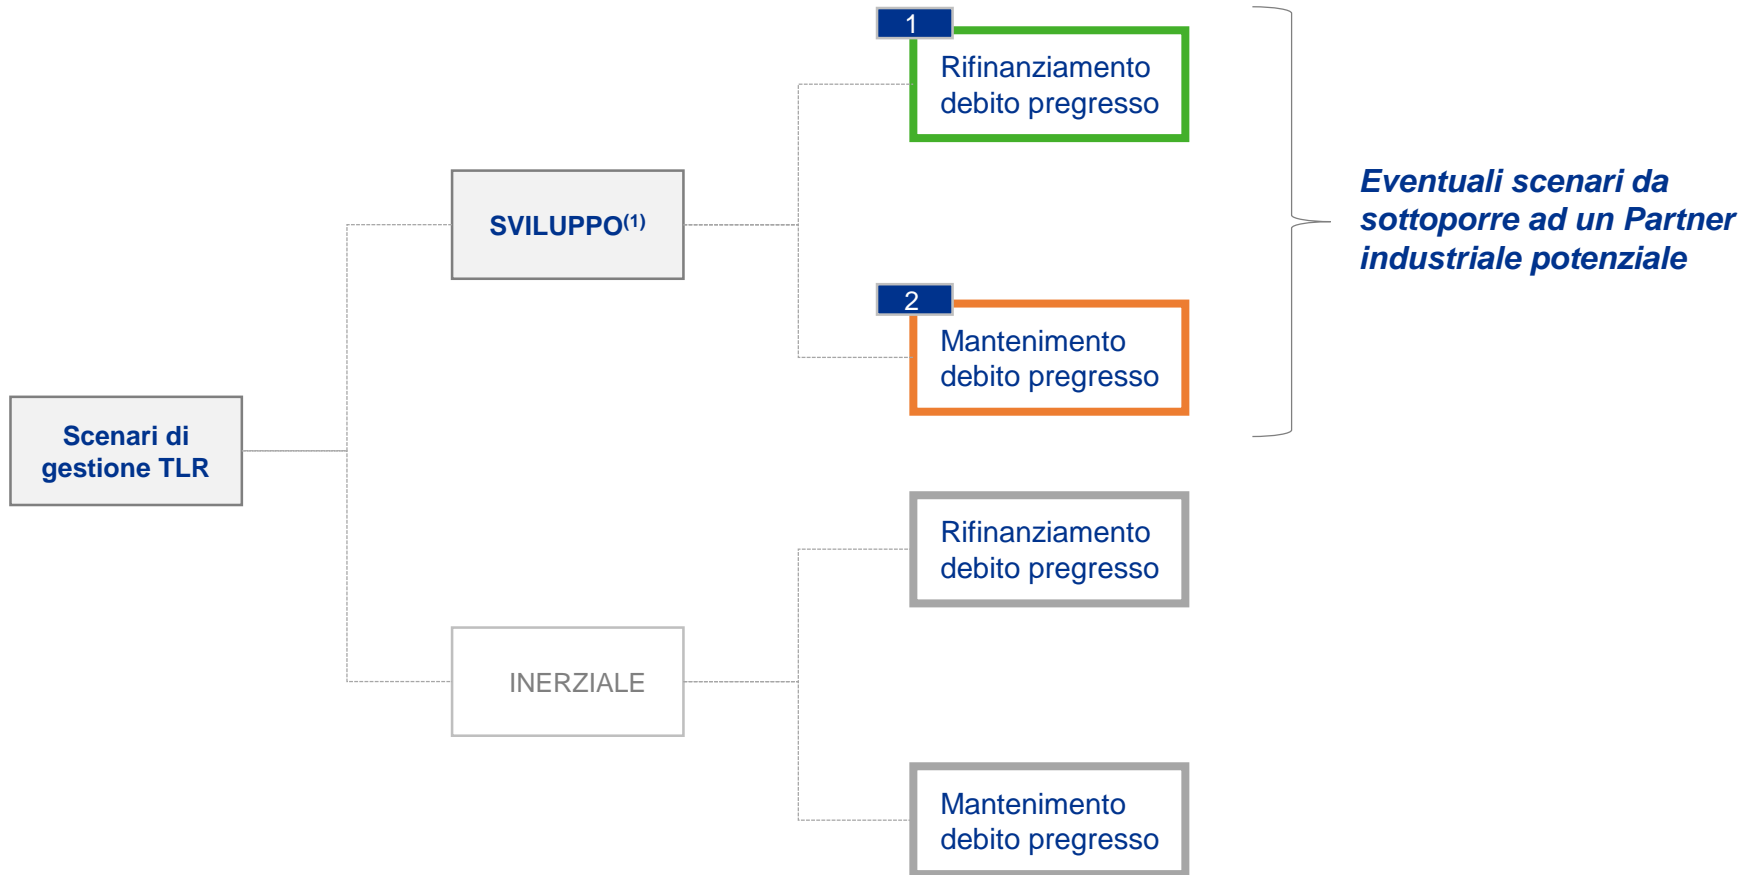 1
Rifinanziamento
debito pregresso
SVILUPPO(1)
Eventuali scenari da
sottoporre ad un Partner
industriale potenziale
2
Mantenimento
debito pregresso
Scenari di
gestione TLR
Rifinanziamento
debito pregresso
INERZIALE
Mantenimento
debito pregresso